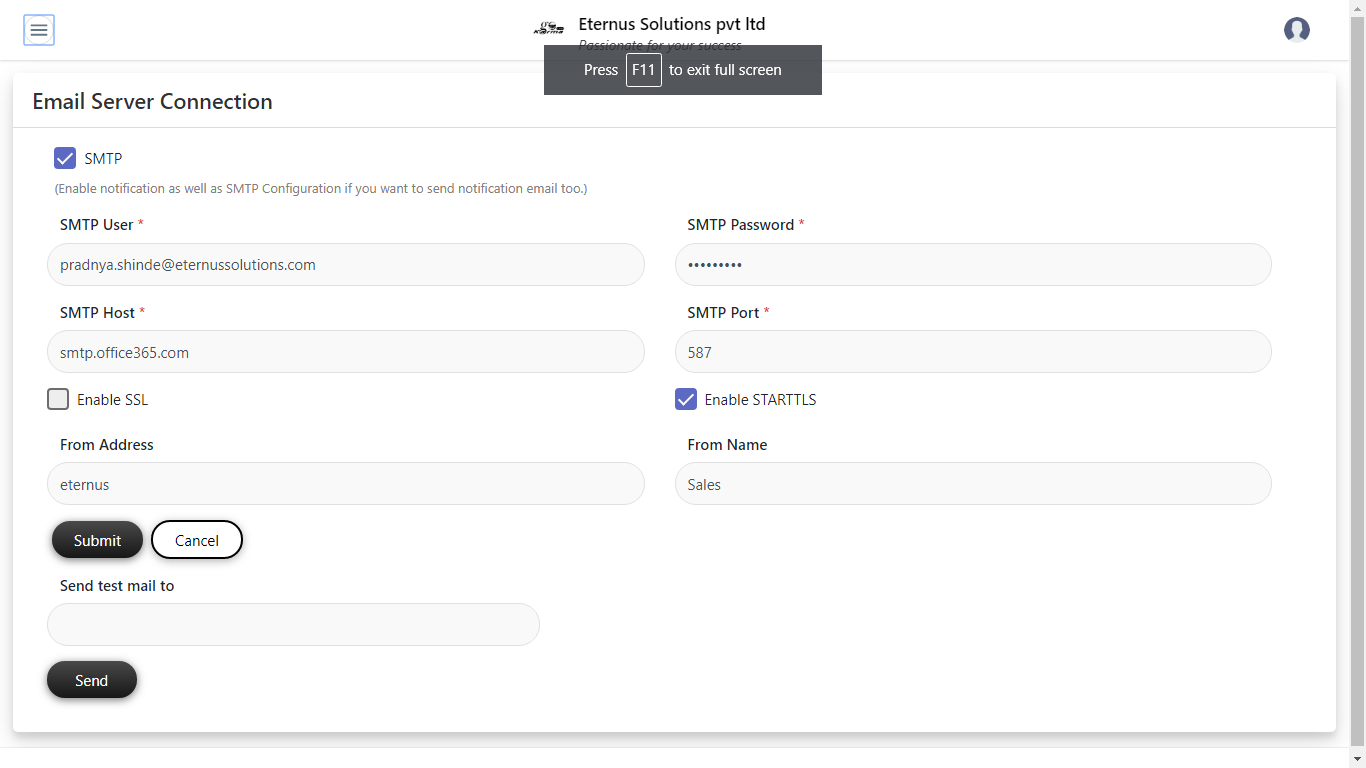 Eternus Solutions pvt ltd
Passionate for your success
Press F11 to exit full screen
Email Server Connection
SMTP
(Enable notification as well as SMTP Configuration if you want to send notification email too.)
SMTP User *
SMTP Password *
pradnya.shinde@eternussolutions.com
•••••••••
SMTP Host *
SMTP Port *
smtp.office365.com
587
Enable SSL
Enable STARTTLS
From Address
From Name
eternus
Sales
Submit
Cancel
Send test mail to
Send